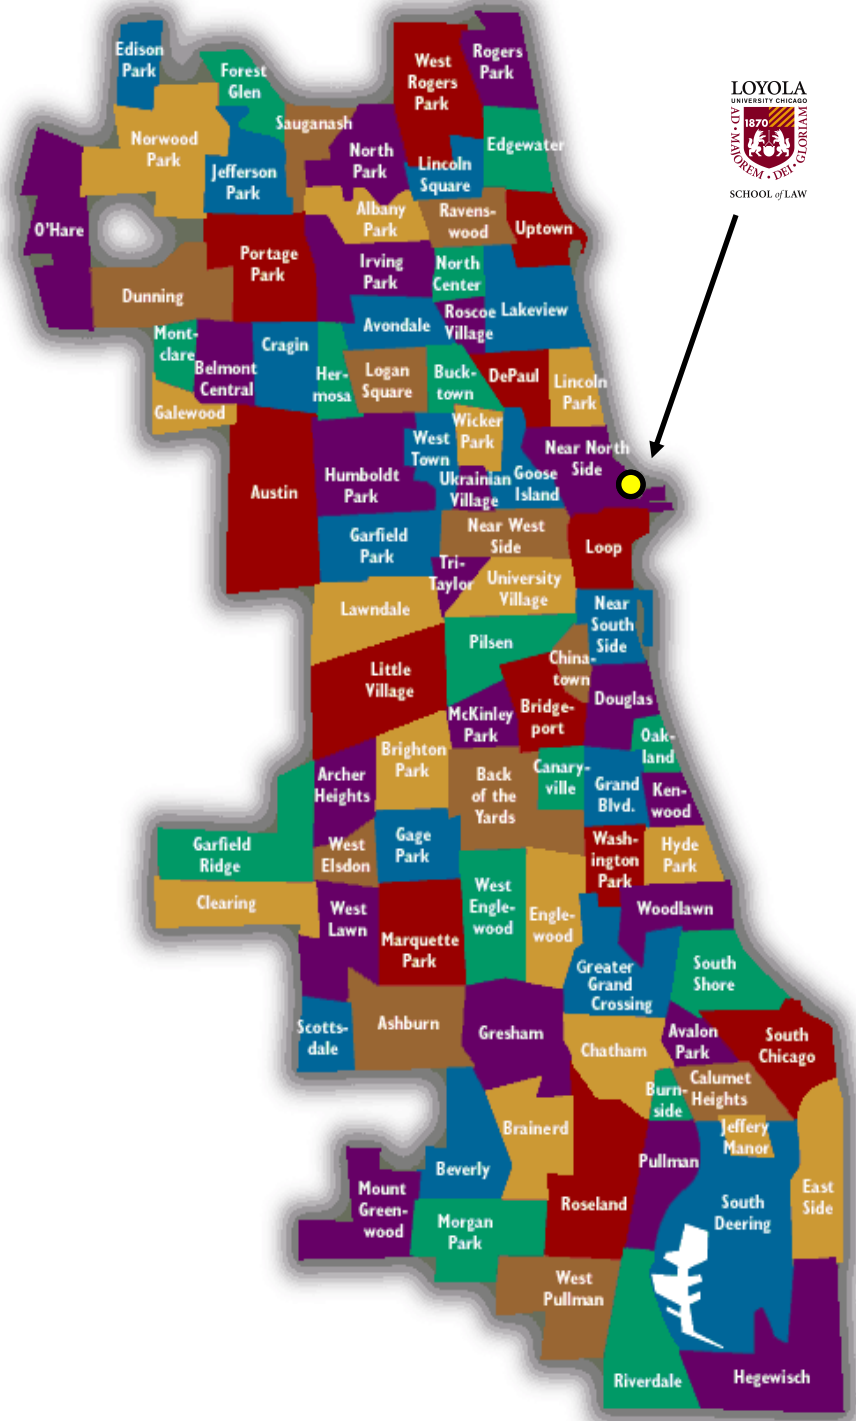 Edison
Park
Forest
Glen
West
Rogers
Park
Rogers
Park
LOYOLA
UNIVERSITY CHICAGO
1870
AD • MAJOREM • DEI • GLORIAM
SCHOOL of LAW
Norwood
Park
Sauganash
Jefferson
Park
North
Park
Lincoln
Square
Edgewater
O'Hare
Albany
Park
Ravens-
wood
Uptown
Portage
Park
Irving
Park
North
Center
Dunning
Avondale
Roscoe
Village
Lakeview
Mont-
clare
Belmont
Central
Cragin
Her-
mosa
Logan
Square
Buck-
town
DePaul
Lincoln
Park
Galewood
West
Town
Wicker
Park
Near North
Side
Austin
Humboldt
Park
Ukrainian
Village
Goose
Island
Garfield
Park
Near West
Side
Loop
Tri-
Taylor
University
Village
Lawndale
Near
South
Side
Pilsen
China-
town
Little
Village
McKinley
Park
Bridge-
port
Douglas
Brighton
Park
Oak-
land
Archer
Heights
Back
of the
Yards
Canary-
ville
Grand
Blvd.
Ken-
wood
Garfield
Ridge
West
Elsdon
Gage
Park
Wash-
ington
Park
Hyde
Park
Clearing
West
Lawn
Marquette
Park
West
Engle-
wood
Engle-
wood
Woodlawn
Greater
Grand
Crossing
South
Shore
Scotts-
dale
Ashburn
Gresham
Chatham
Avalon
Park
South
Chicago
Burn-
side
Calumet
Heights
Brainerd
Jeffery
Manor
Beverly
Pullman
Mount
Green-
wood
Morgan
Park
Roseland
South
Deering
East
Side
West
Pullman
Riverdale
Hegewisch